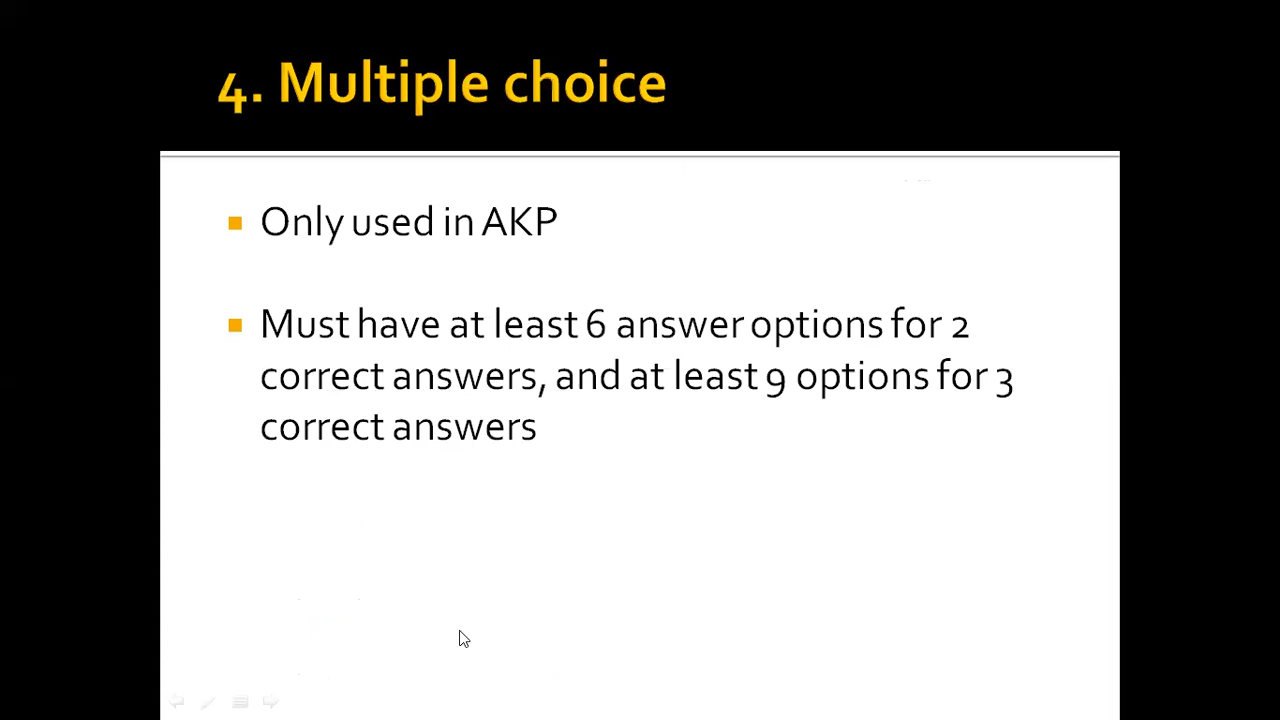 4. Multiple choice
Only used in AKP
Must have at least 6 answer options for 2
correct answers, and at least 9 options for 3
correct answers